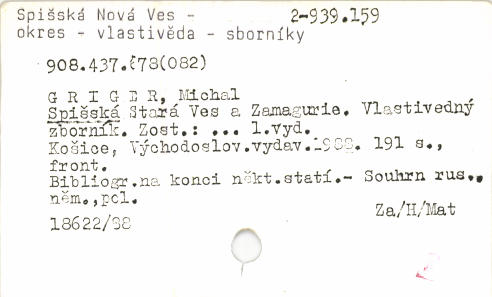 Spišská Nová Ves - 2-939.159
okres - vlastivěda - sborníky
908.437.678(082)
G R I G E R, Michal
Spišská Stará Ves a Zamagurie. Vlastivedný
zborník. Zost.: ... 1.vyd.
Košice, Východoslov.vydav.1988. 191 s.,
front.
Bibliogr.na konci někt.statí.- Souhrn rus.,
něm.,pol.
18622/88
Za/H/Mat